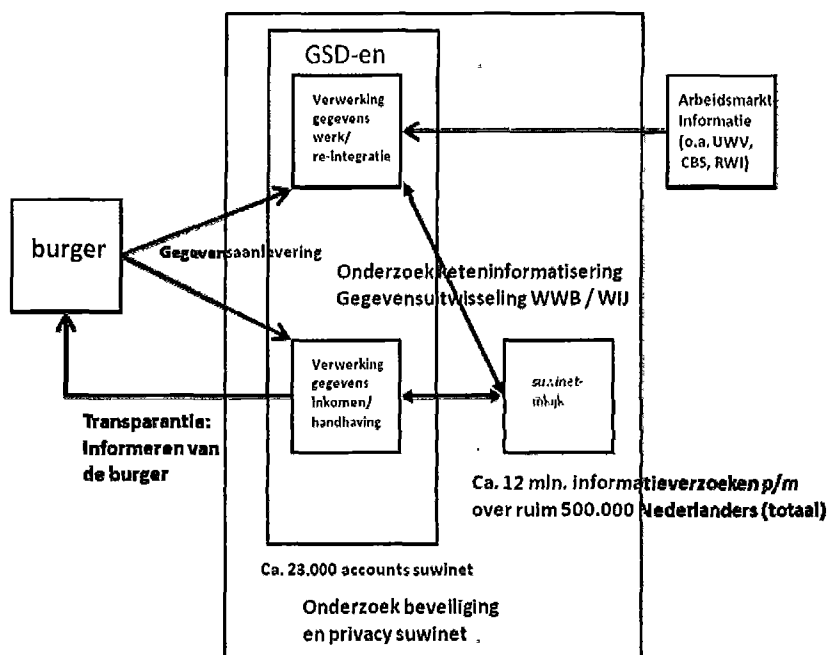 GSD-en
Verwerking
gegevens
werk/
re-integratie
Arbeidsmarkt
Informatie
(o.a. UWV,
CBS, RWI)
burger
Gegevensaanlevering
Onderzoek keteninformatisering
Gegevensuitwisseling WWB / WIJ
Verwerking
gegevens
Inkomen/
handhaving
suwinet-
inkijk
Transparantie:
Informeren van
de burger
Ca. 12 mln. informatieverzoeken p/m
over ruim 500.000 Nederlanders (totaal)
Ca. 23.000 accounts suwinet
Onderzoek beveiliging
en privacy suwinet